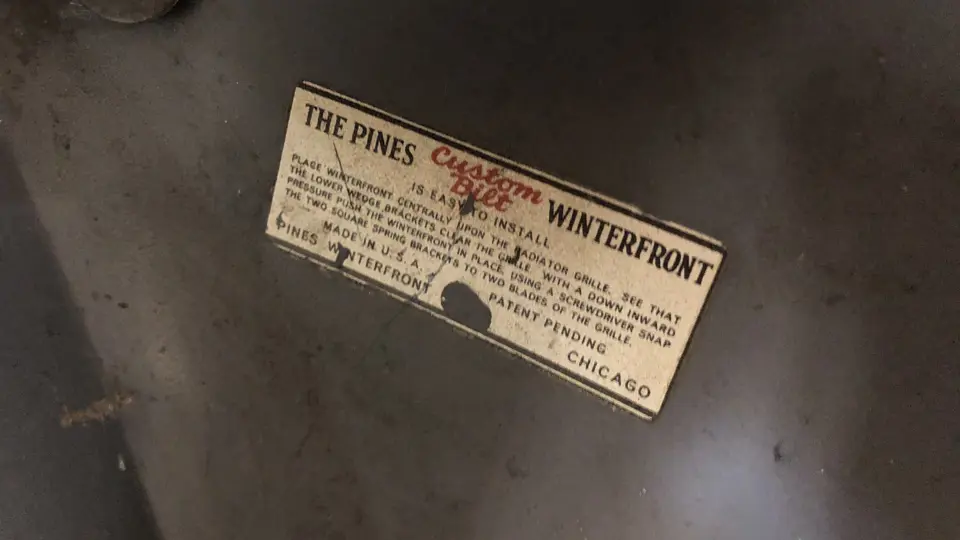 THE PINES Custom Bilt WINTERFRONT
IS EASY TO INSTALL
PLACE WINTERFRONT CENTRALLY UPON THE RADIATOR GRILLE. SEE THAT
THE LOWER WEDGE BRACKETS CLEAR THE GRILLE. WITH A DOWN INWARD
PRESSURE PUSH THE WINTERFRONT IN PLACE, USING A SCREWDRIVER SNAP
THE TWO SQUARE SPRING BRACKETS TO TWO BLADES OF THE GRILLE.
MADE IN U.S.A. PATENT PENDING
PINES WINTERFRONT CHICAGO